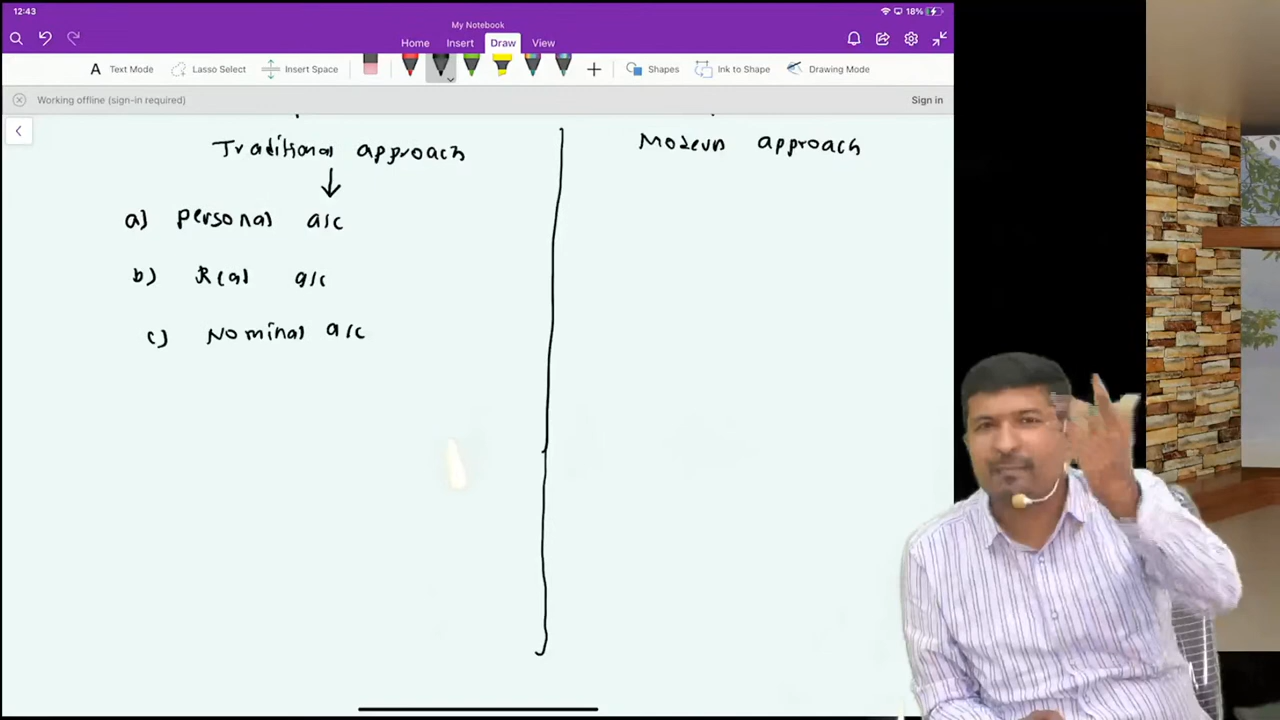 12:43
18%
My Notebook
Home Insert Draw View
Text Mode Lasso Select Insert Space Shapes Ink to Shape Drawing Mode
Working offline (sign-in required) Sign in
Traditional approach
Modern approach
a) Personal a/c
b) Real a/c
c) Nominal a/c